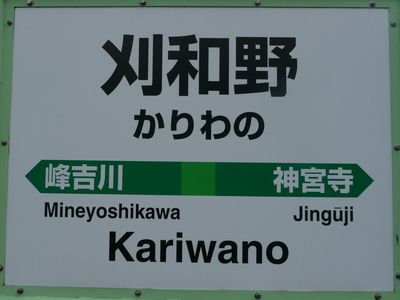 刈和野
かりわの
峰吉川 神宮寺
Mineyoshikawa Jingūji
Kariwano